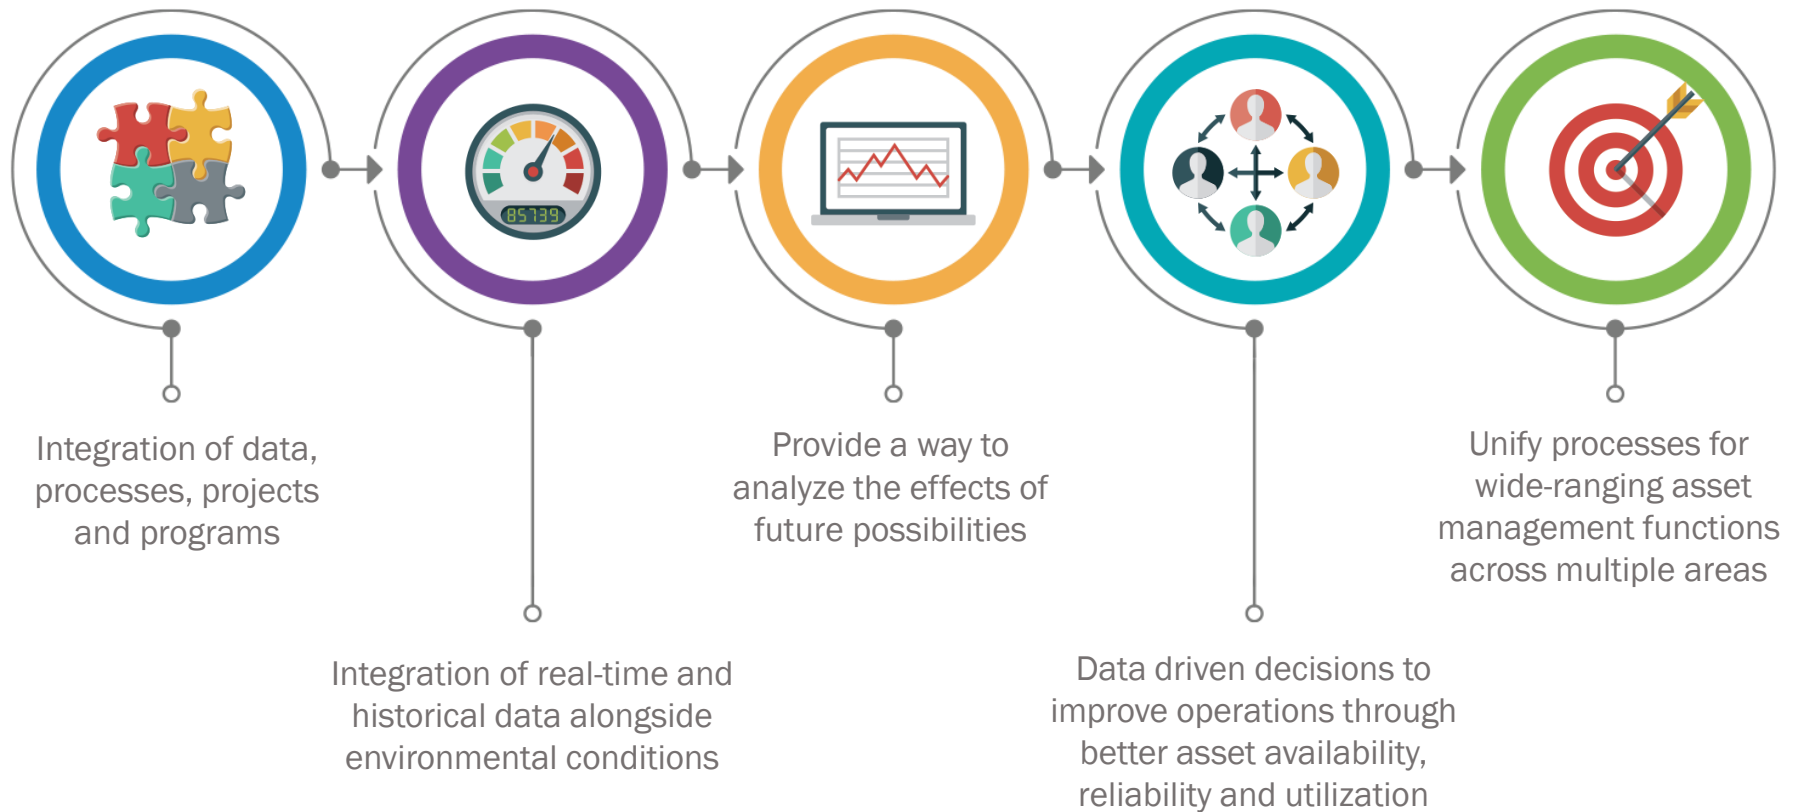 85739
Integration of data,
processes, projects
and programs
Integration of real-time and
historical data alongside
environmental conditions
Provide a way to
analyze the effects of
future possibilities
Data driven decisions to
improve operations through
better asset availability,
reliability and utilization
Unify processes for
wide-ranging asset
management functions
across multiple areas